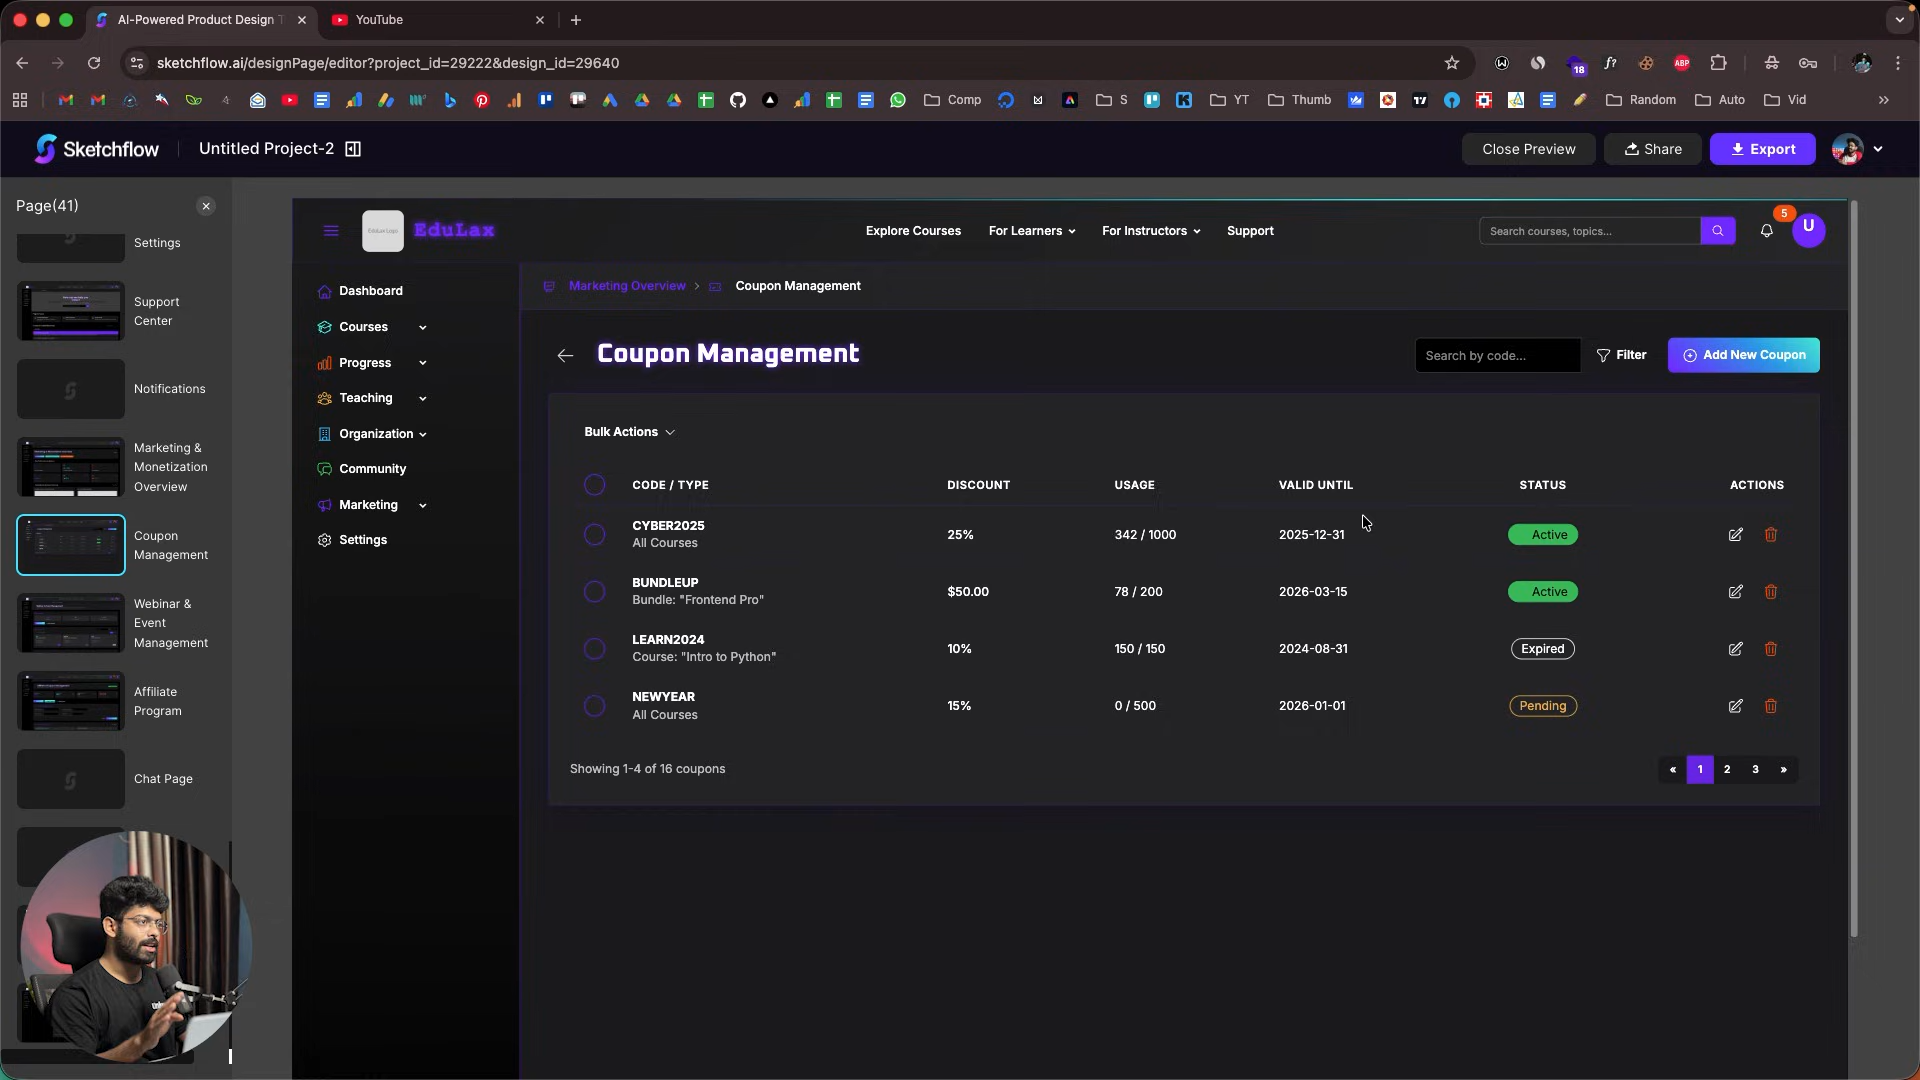 AI-Powered Product Design T
YouTube
sketchflow.ai/designPage/editor?project_id=29222&design_id=29640
18
ABP
Comp
S
YT
Thumb
Random
Auto
Vid
Sketchflow
Untitled Project-2
Close Preview
Share
Export
Page(41)
Settings
Support
Center
Notifications
Marketing &
Monetization
Overview
Coupon
Management
Webinar &
Event
Management
Affiliate
Program
Chat Page
EduLax Logo
EduLax
Explore Courses
For Learners
For Instructors
Support
Search courses, topics...
5
U
Dashboard
Courses
Progress
Teaching
Organization
Community
Marketing
Settings
Marketing Overview > Coupon Management
Coupon Management
Search by code...
Filter
Add New Coupon
Bulk Actions
CODE / TYPE DISCOUNT USAGE VALID UNTIL STATUS ACTIONS
CYBER2025
All Courses
25% 342 / 1000 2025-12-31 Active
BUNDLEUP
Bundle: "Frontend Pro"
$50.00 78 / 200 2026-03-15 Active
LEARN2024
Course: "Intro to Python"
10% 150 / 150 2024-08-31 Expired
NEWYEAR
All Courses
15% 0 / 500 2026-01-01 Pending
Showing 1-4 of 16 coupons
« 1 2 3 »